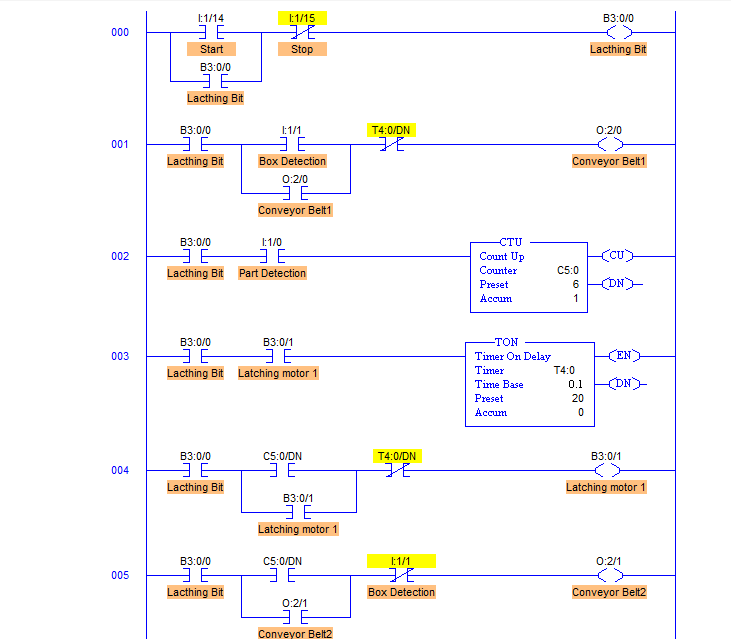 I:1/14 I:1/15 B3:0/0
000
Start Stop Lacthing Bit
B3:0/0
Lacthing Bit
B3:0/0 I:1/1 T4:0/DN O:2/0
001
Lacthing Bit Box Detection Conveyor Belt1
O:2/0
Conveyor Belt1
B3:0/0 I:1/0 CTU
002 Count Up CU
Lacthing Bit Part Detection Counter C5:0
Preset 6 DN
Accum 1
B3:0/0 B3:0/1 TON
003 Timer On Delay EN
Lacthing Bit Latching motor 1 Timer T4:0
Time Base 0.1 DN
Preset 20
Accum 0
B3:0/0 C5:0/DN T4:0/DN B3:0/1
004
Lacthing Bit Latching motor 1
B3:0/1
Latching motor 1
B3:0/0 C5:0/DN I:1/1 O:2/1
005
Lacthing Bit Box Detection Conveyor Belt2
O:2/1
Conveyor Belt2